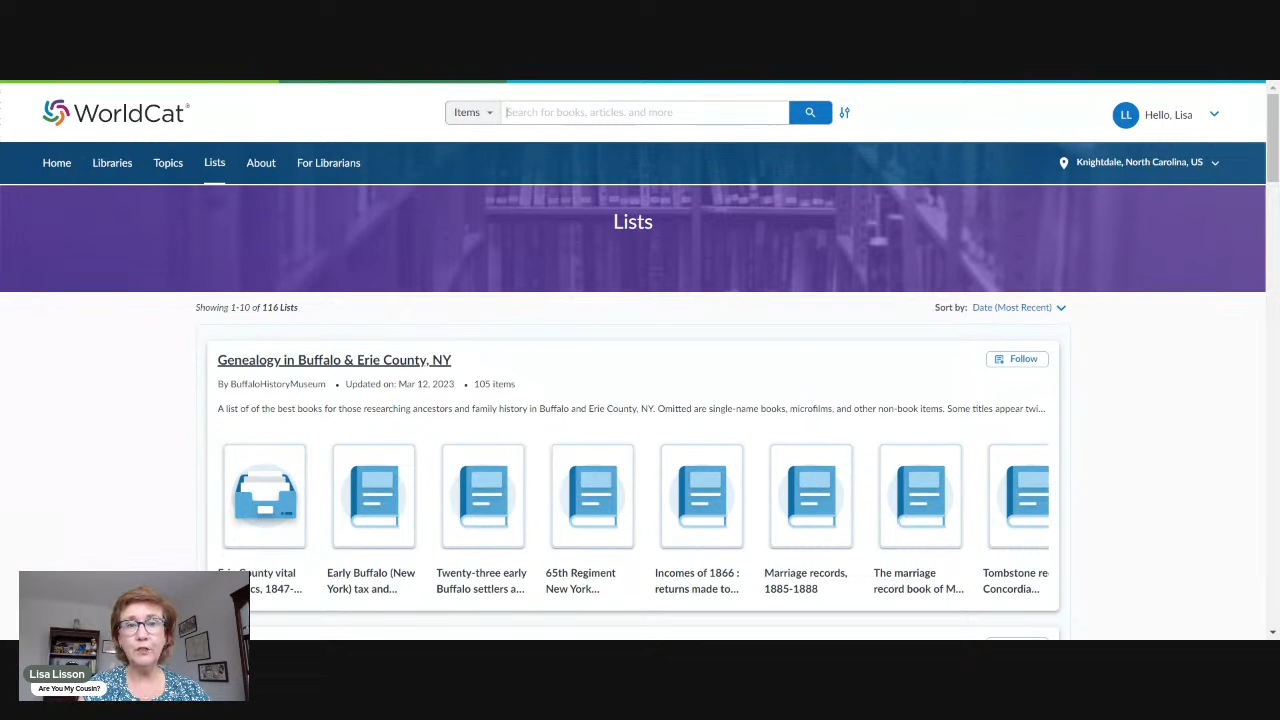 WorldCat®
Items
Search for books, articles, and more
LL
Hello, Lisa
Home
Libraries
Topics
Lists
About
For Librarians
Knightdale, North Carolina, US
Lists
Showing 1-10 of 116 Lists
Sort by: Date (Most Recent)
Genealogy in Buffalo & Erie County, NY
Follow
By BuffaloHistoryMuseum • Updated on: Mar 12, 2023 • 105 items
A list of of the best books for those researching ancestors and family history in Buffalo and Erie County, NY. Omitted are single-name books, microfilms, and other non-book items. Some titles appear twi...
County vital
cs, 1847-...
Early Buffalo (New
York) tax and...
Twenty-three early
Buffalo settlers a...
65th Regiment
New York...
Incomes of 1866 :
returns made to...
Marriage records,
1885-1888
The marriage
record book of M...
Tombstone re
Concordia...
Lisa Lisson
Are You My Cousin?